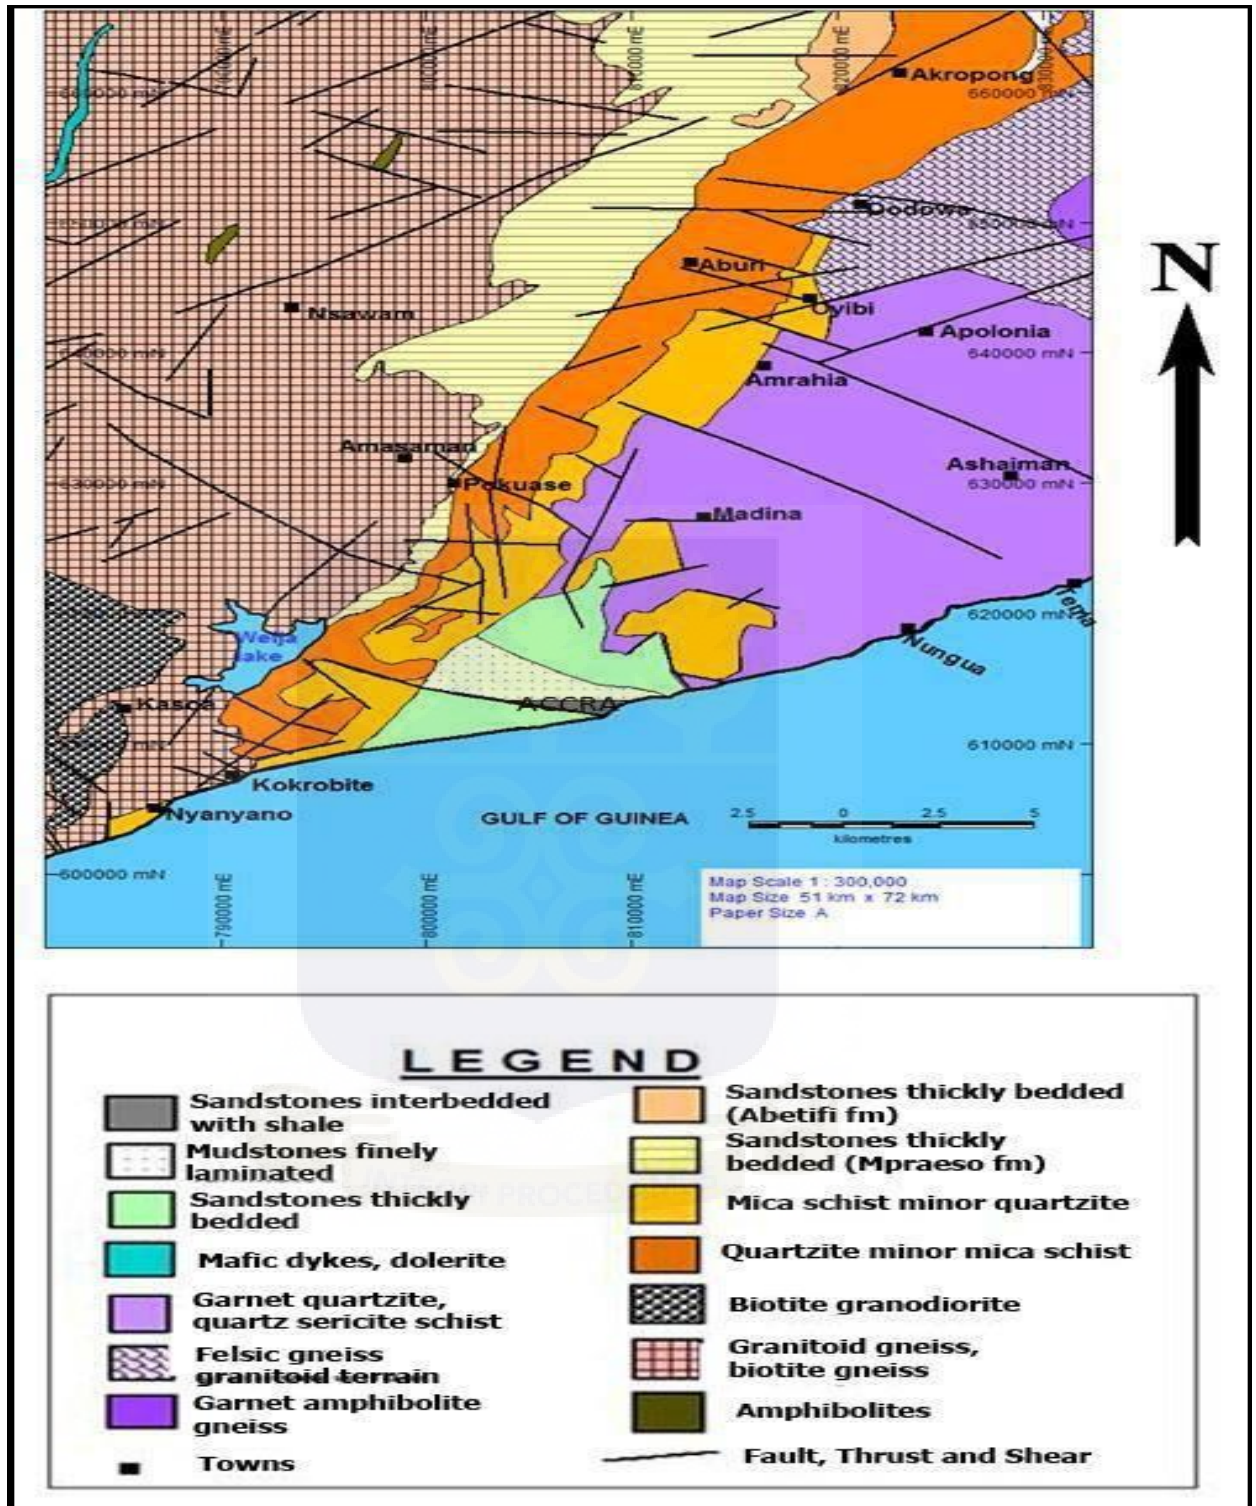 820000 mE
Akropong
660000 mN
Dodowa
Aburi
Oyibi
Nsawam
Apolonia
640000 mN
Amrahia
Amasaman
Ashaiman
Pokuase
630000 mN
Madina
Tema
620000 mN
Weija
lake
Nungua
Kasoa
ACCRA
610000 mN
Kokrobite
Nyanyano
GULF OF GUINEA
2.5 0 2.5 5
kilometres
600000 mN
790000 mE
800000 mE
810000 mE
Map Scale 1 : 300,000
Map Size 51 km x 72 km
Paper Size A
N
LEGEND
Sandstones interbedded
with shale
Mudstones finely
laminated
Sandstones thickly
bedded
Mafic dykes, dolerite
Garnet quartzite,
quartz sericite schist
Felsic gneiss
granitoid terrain
Garnet amphibolite
gneiss
Towns
Sandstones thickly bedded
(Abetifi fm)
Sandstones thickly
bedded (Mpraeso fm)
Mica schist minor quartzite
Quartzite minor mica schist
Biotite granodiorite
Granitoid gneiss,
biotite gneiss
Amphibolites
Fault, Thrust and Shear